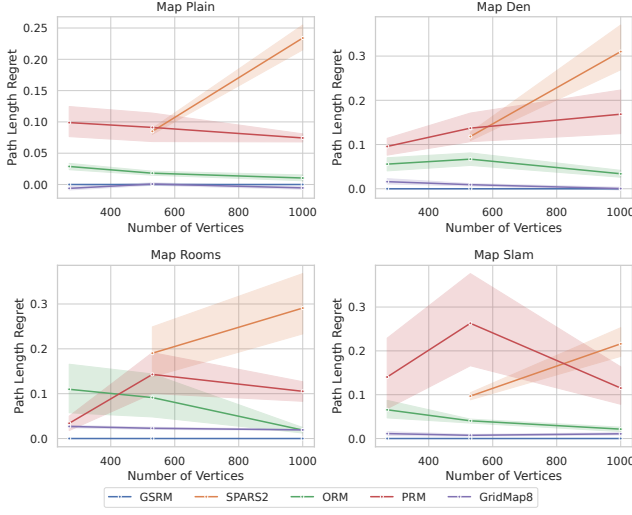 Map Plain
Path Length Regret
0.25
0.20
0.15
0.10
0.05
0.00
400 600 800 1000
Number of Vertices
Map Den
Path Length Regret
0.3
0.2
0.1
0.0
400 600 800 1000
Number of Vertices
Map Rooms
Path Length Regret
0.3
0.2
0.1
0.0
400 600 800 1000
Number of Vertices
Map Slam
Path Length Regret
0.3
0.2
0.1
0.0
400 600 800 1000
Number of Vertices
GSRM SPARS2 ORM PRM GridMap8